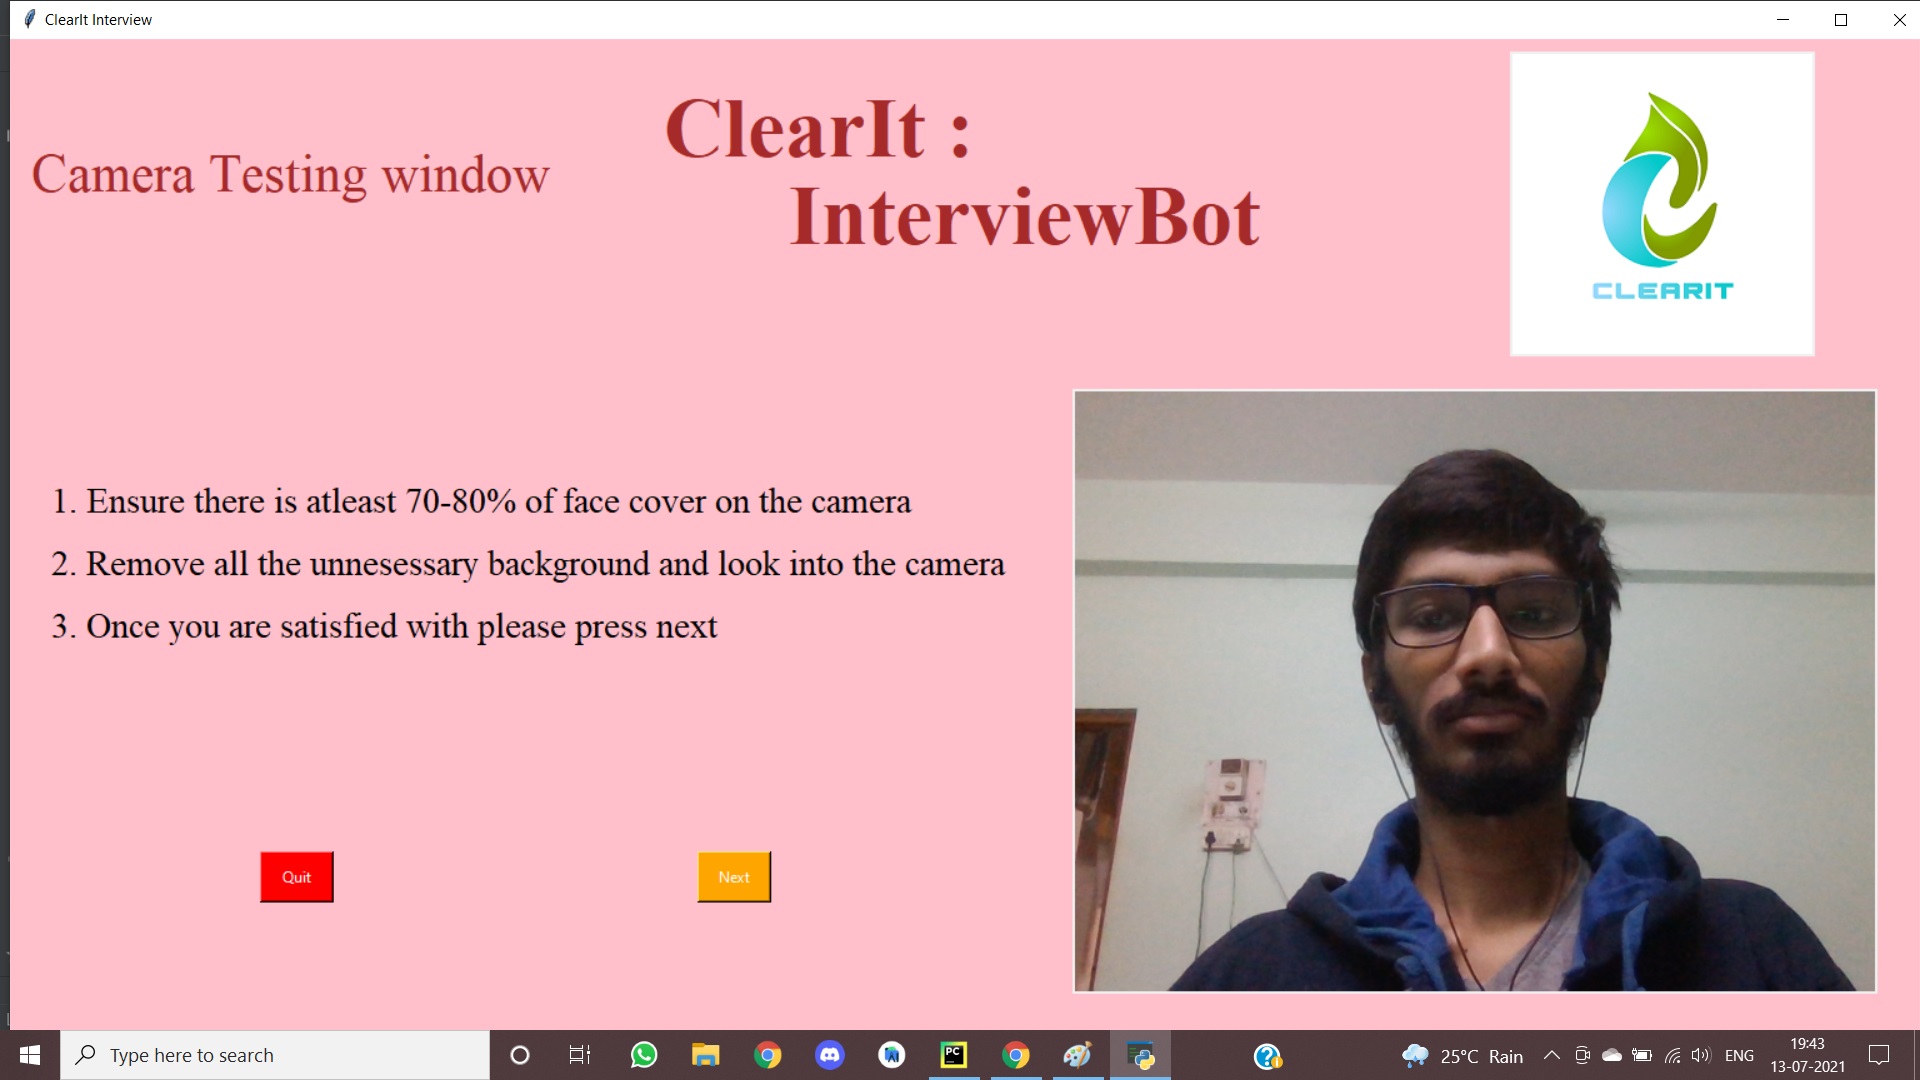 ClearIt Interview
ClearIt :
InterviewBot
Camera Testing window
CLEARIT
1. Ensure there is atleast 70-80% of face cover on the camera
2. Remove all the unnesessary background and look into the camera
3. Once you are satisfied with please press next
Quit
Next
Type here to search
PC
25°C Rain
ENG
19:43
13-07-2021